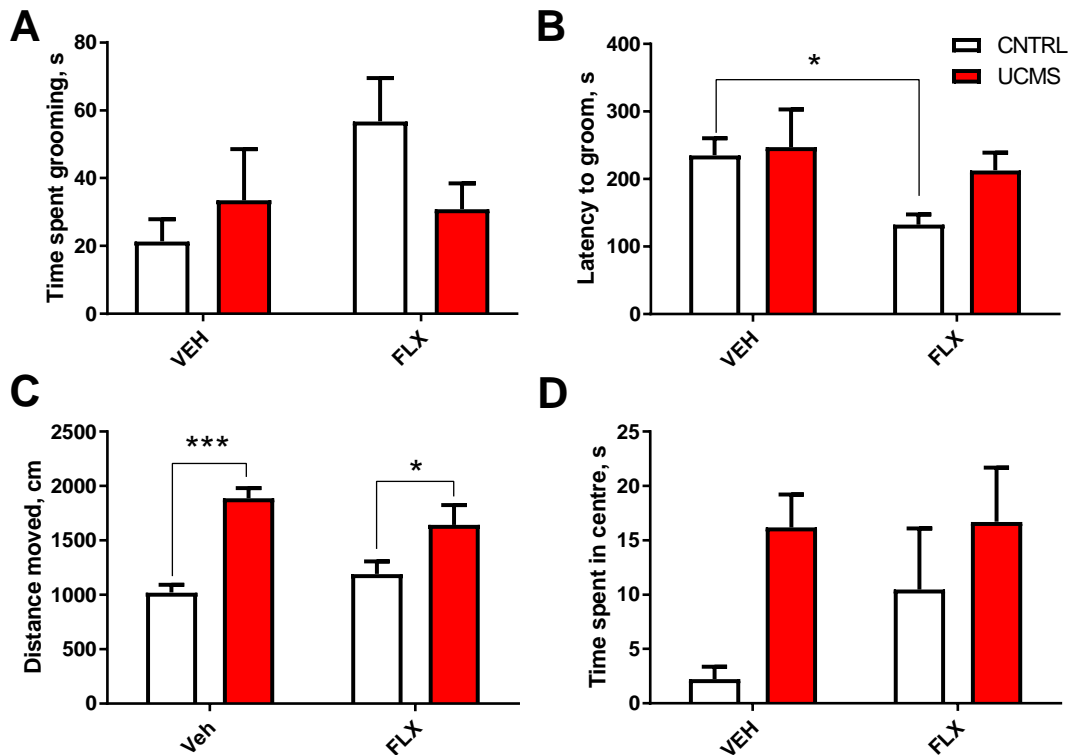 A
Time spent grooming, s
80
60
40
20
0
VEH
FLX
B
Latency to groom, s
400
300
200
100
0
*
CNTRL
UCMS
VEH
FLX
C
Distance moved, cm
2500
2000
1500
1000
500
0
***
*
Veh
FLX
D
Time spent in centre, s
25
20
15
10
5
0
VEH
FLX